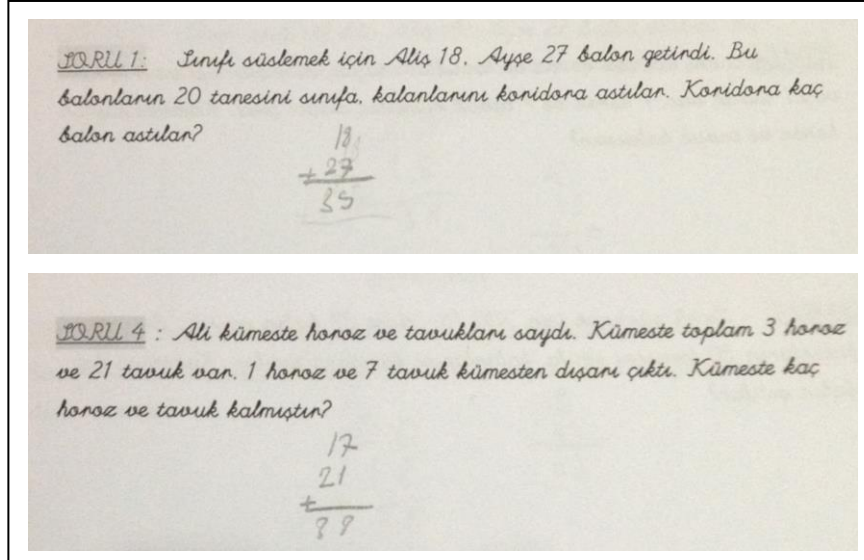 SORU 1: Sınıfı süslemek için Aliş 18, Ayşe 27 balon getirdi. Bu
balonların 20 tanesini sınıfa, kalanlarını koridora astılar. Koridora kaç
balon astılar?
18
+ 27
35
SORU 4 : Ali kümeste horoz ve tavukları saydı. Kümeste toplam 3 horoz
ve 21 tavuk var. 1 horoz ve 7 tavuk kümesten dışarı çıktı. Kümeste kaç
horoz ve tavuk kalmıştır?
17
21
+
38